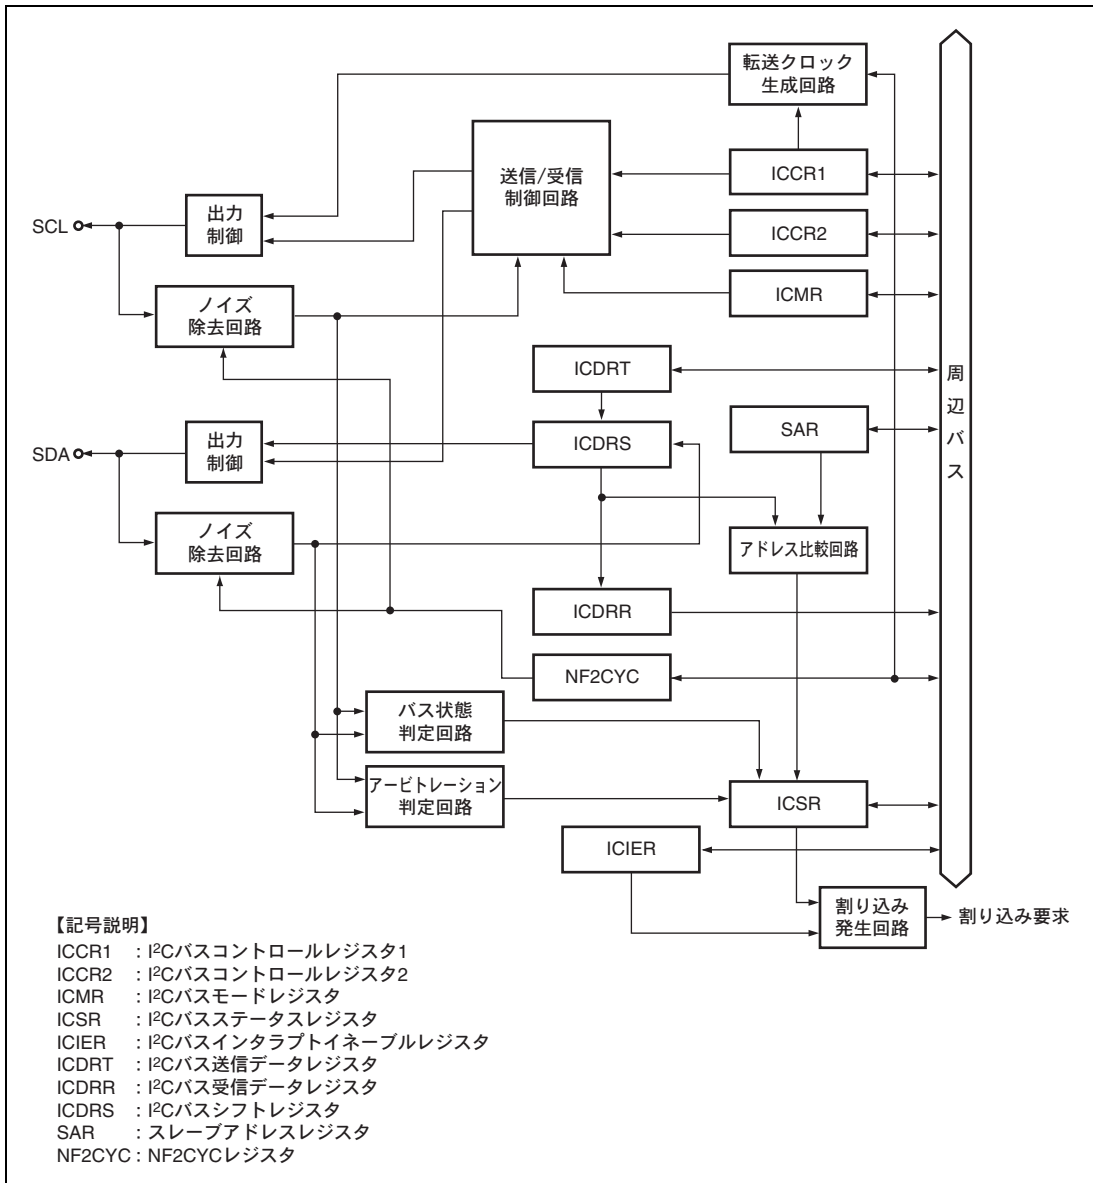 転送クロック
生成回路
送信/受信
制御回路
ICCR1
SCL
出力
制御
ICCR2
ICMR
ノイズ
除去回路
ICDRT
周辺バス
SAR
SDA
出力
制御
ICDRS
ノイズ
除去回路
アドレス比較回路
ICDRR
NF2CYC
バス状態
判定回路
アービトレーション
判定回路
ICSR
ICIER
割り込み
発生回路
割り込み要求
【記号説明】
ICCR1 : I²Cバスコントロールレジスタ1
ICCR2 : I²Cバスコントロールレジスタ2
ICMR : I²Cバスモードレジスタ
ICSR : I²Cバスステータスレジスタ
ICIER : I²Cバスインタラプトイネーブルレジスタ
ICDRT : I²Cバス送信データレジスタ
ICDRR : I²Cバス受信データレジスタ
ICDRS : I²Cバスシフトレジスタ
SAR : スレーブアドレスレジスタ
NF2CYC : NF2CYCレジスタ